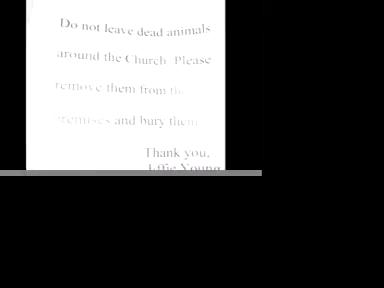 Do not leave dead animals
around the Church. Please
remove them from the
premises and bury them
Thank you,
Effie Young